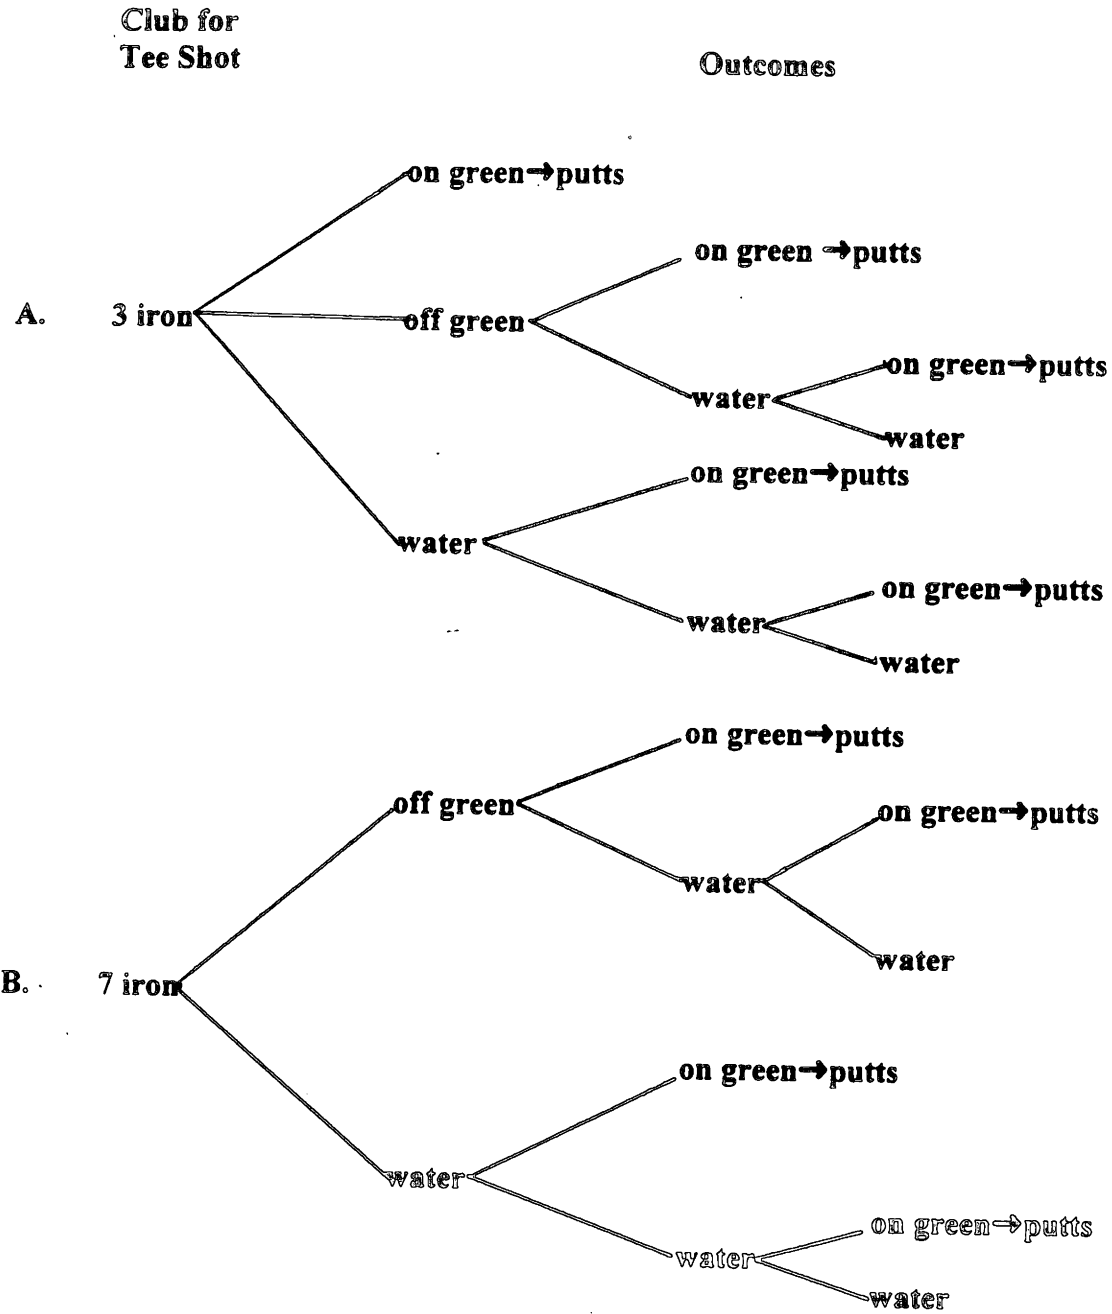 Club for
Tee Shot
Outcomes
on green→putts
on green →putts
A. 3 iron
off green
on green→putts
water
water
on green→putts
water
on green→putts
water
water
on green→putts
off green
on green→putts
water
water
B. 7 iron
on green→putts
water
on green→putts
water
water